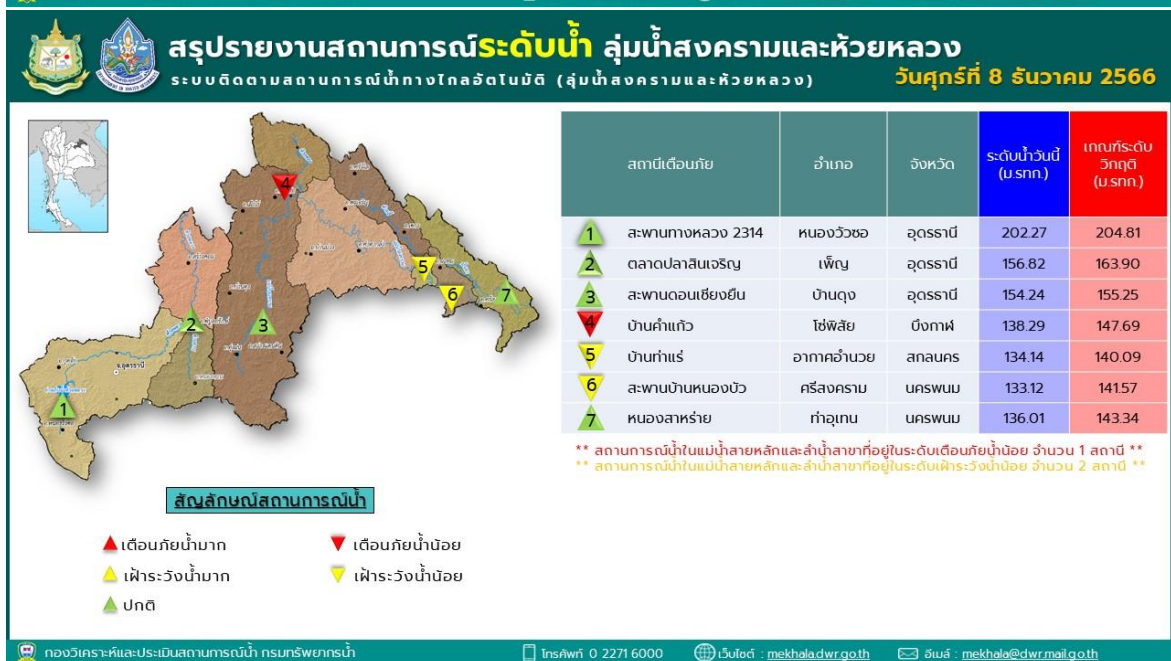 สรุปรายงานสถานการณ์ระดับน้ำ ลุ่มน้ำสงครามและห้วยหลวง
ระบบติดตามสถานการณ์น้ำทางไกลอัตโนมัติ (ลุ่มน้ำสงครามและห้วยหลวง)
วันศุกร์ที่ 8 ธันวาคม 2566
สถานีเตือนภัย อำเภอ จังหวัด ระดับน้ำวันนี้ (ม.รทก.) เกณฑ์ระดับวิกฤติ (ม.รทก.)
1 สะพานทางหลวง 2314 หนองวัวซอ อุดรธานี 202.27 204.81
2 ตลาดปลาสินเจริญ เพ็ญ อุดรธานี 156.82 163.90
3 สะพานดอนเชียงยืน บ้านดุง อุดรธานี 154.24 155.25
4 บ้านคำแก้ว โซ่พิสัย บึงกาฬ 138.29 147.69
5 บ้านท่าแร่ อากาศอำนวย สกลนคร 134.14 140.09
6 สะพานบ้านหนองบัว ศรีสงคราม นครพนม 133.12 141.57
7 หนองสาหร่าย ท่าอุเทน นครพนม 136.01 143.34
** สถานการณ์น้ำในแม่น้ำสายหลักและลำน้ำสาขาที่อยู่ในระดับเตือนภัยน้ำน้อย จำนวน 1 สถานี **
** สถานการณ์น้ำในแม่น้ำสายหลักและลำน้ำสาขาที่อยู่ในระดับเฝ้าระวังน้ำน้อย จำนวน 2 สถานี **
4
5
6
7
2
3
จ.อุดรธานี
1
สัญลักษณ์สถานการณ์น้ำ
เตือนภัยน้ำมาก เตือนภัยน้ำน้อย
เฝ้าระวังน้ำมาก เฝ้าระวังน้ำน้อย
ปกติ
กองวิเคราะห์และประเมินสถานการณ์น้ำ กรมทรัพยากรน้ำ โทรศัพท์ 0 2271 6000 เว็บไซต์ : mekhala.dwr.go.th อีเมล์ : mekhala@dwr.mail.go.th